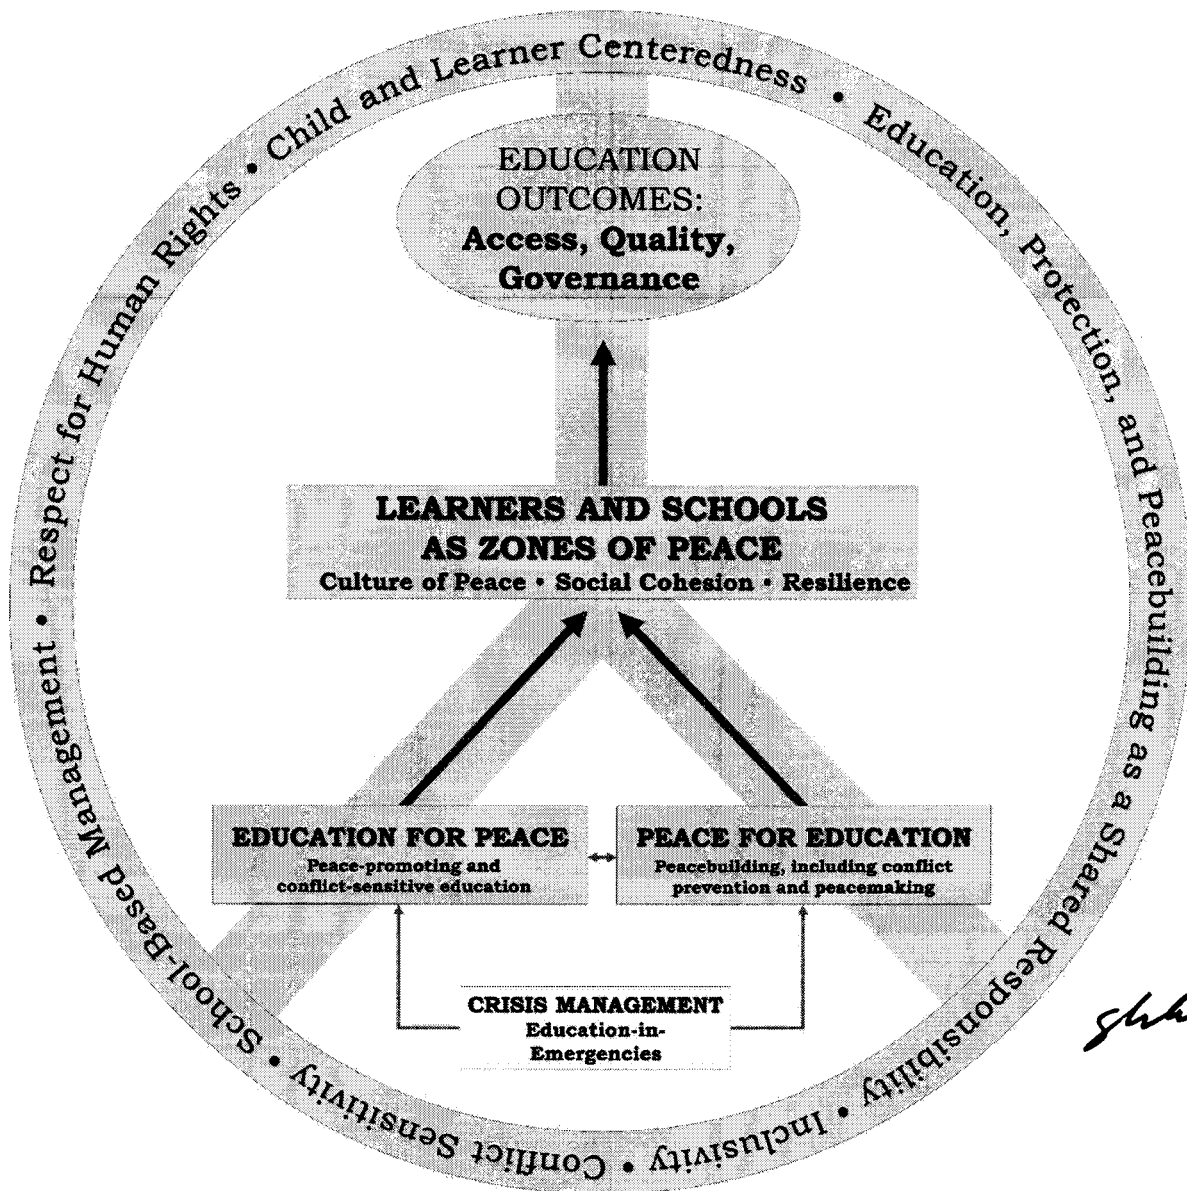 Respect for Human Rights • Child and Learner Centeredness • Education, Protection, and Peacebuilding as a Shared Responsibility • Inclusivity • Conflict Sensitivity • School-Based Management •
EDUCATION
OUTCOMES:
Access, Quality,
Governance
LEARNERS AND SCHOOLS
AS ZONES OF PEACE
Culture of Peace • Social Cohesion • Resilience
EDUCATION FOR PEACE
Peace-promoting and
conflict-sensitive education
PEACE FOR EDUCATION
Peacebuilding, including conflict
prevention and peacemaking
CRISIS MANAGEMENT
Education-in-
Emergencies